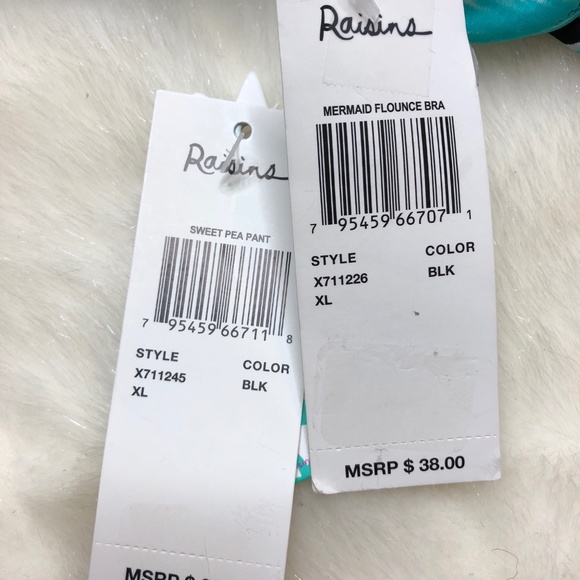 Raisins
MERMAID FLOUNCE BRA
7 95459 66707 1
STYLE COLOR
X711226 BLK
XL
MSRP $ 38.00
Raisins
SWEET PEA PANT
7 95459 66711 8
STYLE COLOR
X711245 BLK
XL
MSRP $